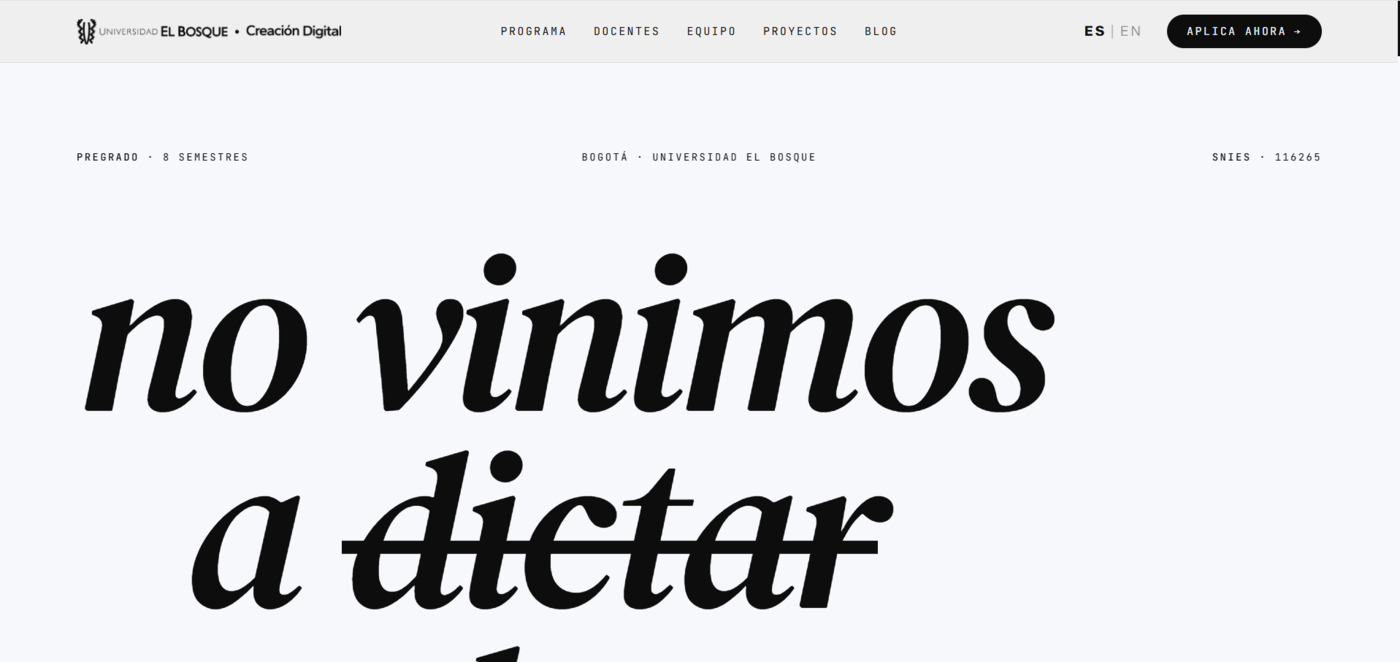 UNIVERSIDAD EL BOSQUE • Creación Digital
PROGRAMA DOCENTES EQUIPO PROYECTOS BLOG
ES | EN
APLICA AHORA →
PREGRADO · 8 SEMESTRES
BOGOTÁ · UNIVERSIDAD EL BOSQUE
SNIES · 116265
no vinimos
a dictar